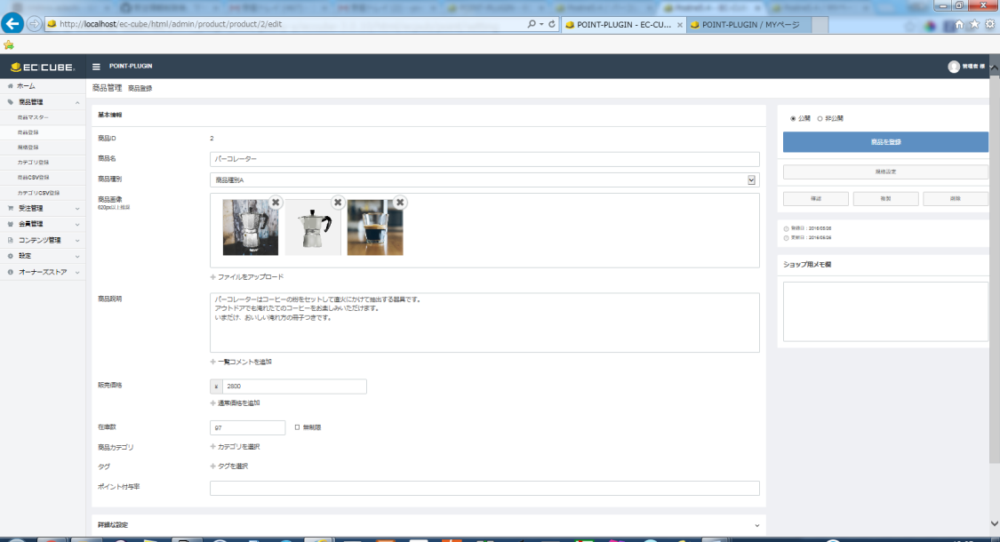 http://localhost/ec-cube/html/admin/product/product/2/edit
POINT-PLUGIN - EC-CU...
POINT-PLUGIN / MYページ
EC CUBE
POINT-PLUGIN
管理者 様
ホーム
商品管理
商品マスター
商品登録
規格登録
カテゴリ登録
商品CSV登録
カテゴリCSV登録
受注管理
会員管理
コンテンツ管理
設定
オーナーズストア
商品管理 商品登録
基本情報
商品ID 2
商品名 パーコレーター
商品種別 商品種別A
商品画像
620px以上推奨
ファイルをアップロード
商品説明
パーコレーターはコーヒーの粉をセットして直火にかけて抽出する器具です。
アウトドアでも淹れたてのコーヒーをお楽しみいただけます。
いまだけ、おいしい淹れ方の冊子つきです。
一覧コメントを追加
販売価格 ¥ 2800
通常価格を追加
在庫数 97 無制限
商品カテゴリ カテゴリを選択
タグ タグを選択
ポイント付与率
詳細な設定
公開 非公開
商品を登録
規格設定
確認 複製 削除
登録日：2016/05/26
更新日：2016/05/26
ショップ用メモ欄